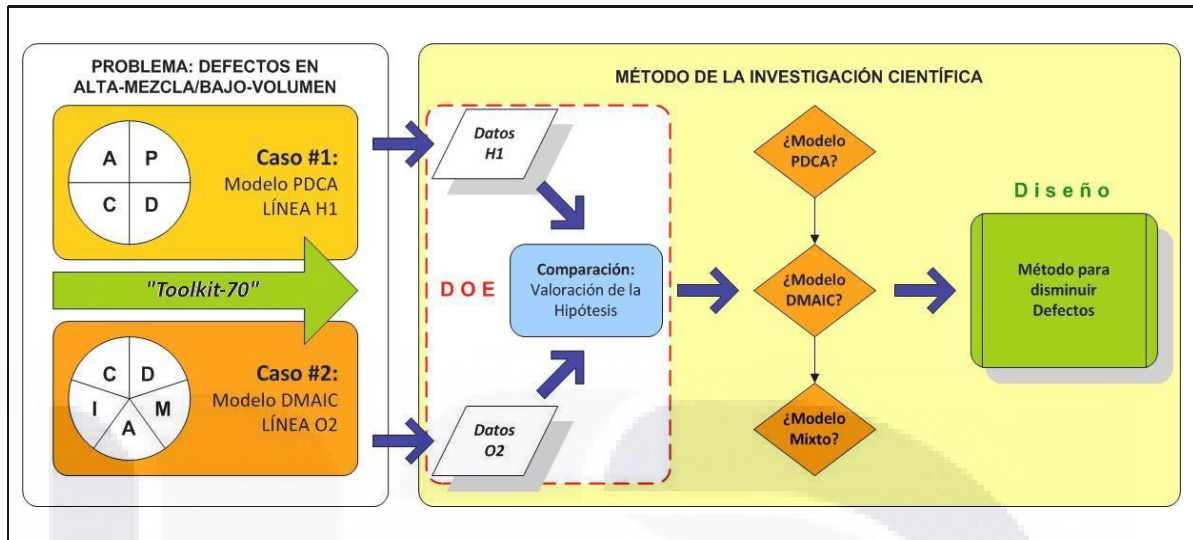 PROBLEMA: DEFECTOS EN
ALTA-MEZCLA/BAJO-VOLUMEN
A P
C D
Caso #1:
Modelo PDCA
LÍNEA H1
"Toolkit-70"
C D
I M
A
Caso #2:
Modelo DMAIC
LÍNEA O2
MÉTODO DE LA INVESTIGACIÓN CIENTÍFICA
Datos
H1
DOE
Comparación:
Valoración de la
Hipótesis
Datos
O2
¿Modelo
PDCA?
¿Modelo
DMAIC?
¿Modelo
Mixto?
Diseño
Método para
disminuir
Defectos